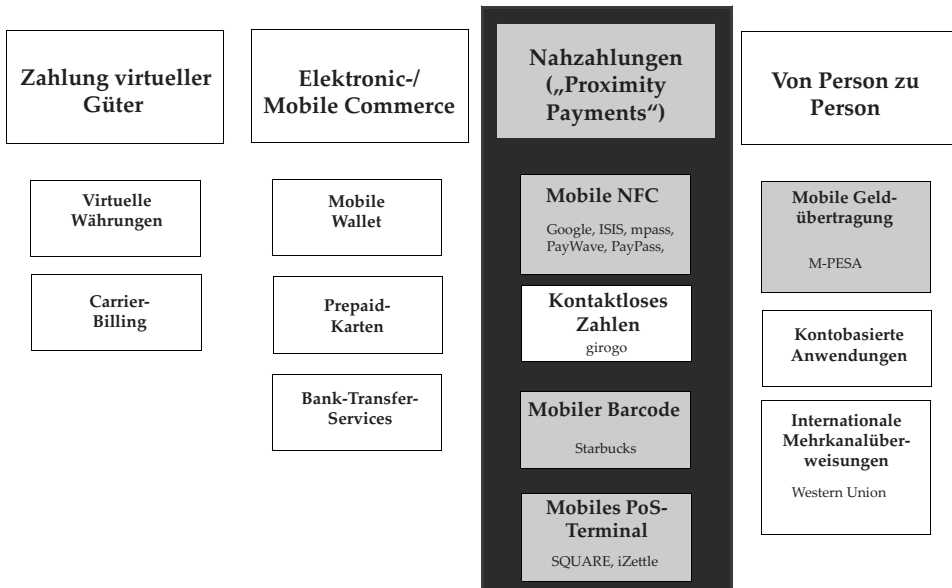 Zahlung virtueller
Güter
Virtuelle
Währungen
Carrier-
Billing
Elektronic-/
Mobile Commerce
Mobile
Wallet
Prepaid-
Karten
Bank-Transfer-
Services
Nahzahlungen
(„Proximity
Payments“)
Mobile NFC
Google, ISIS, mpass,
PayWave, PayPass,
Kontaktloses
Zahlen
girogo
Mobiler Barcode
Starbucks
Mobiles PoS-
Terminal
SQUARE, iZettle
Von Person zu
Person
Mobile Geld-
übertragung
M-PESA
Kontobasierte
Anwendungen
Internationale
Mehrkanalüber-
weisungen
Western Union